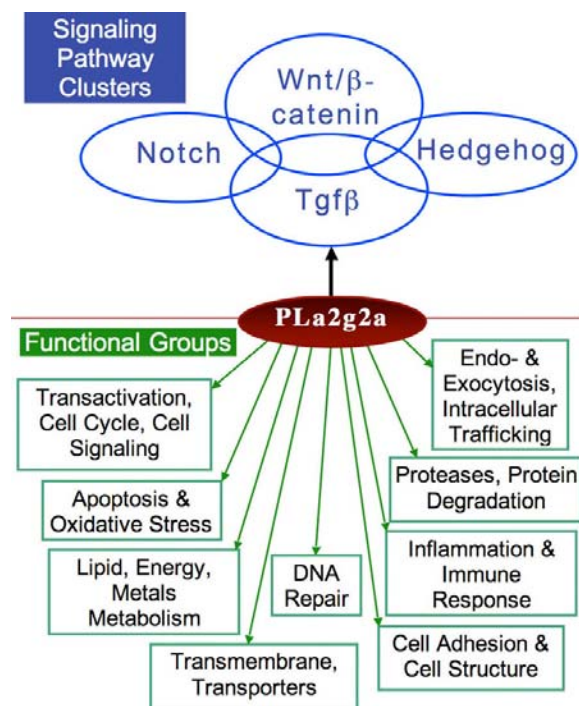 Signaling
Pathway
Clusters
Wnt/β-
catenin
Notch
Hedgehog
Tgfβ
PLa2g2a
Functional Groups
Transactivation,
Cell Cycle, Cell
Signaling
Endo- &
Exocytosis,
Intracellular
Trafficking
Apoptosis &
Oxidative Stress
Proteases, Protein
Degradation
Lipid, Energy,
Metals
Metabolism
DNA
Repair
Inflammation &
Immune
Response
Transmembrane,
Transporters
Cell Adhesion &
Cell Structure